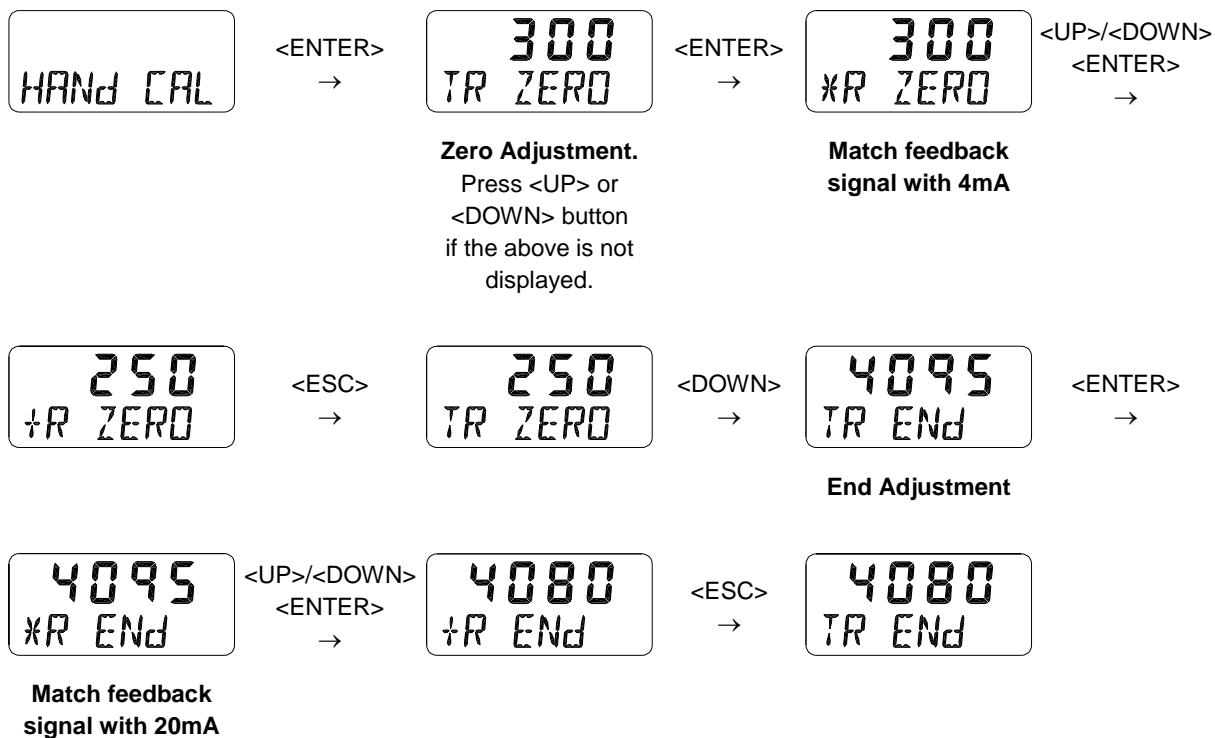 HANd CAL
<ENTER>
→
300
TR ZERO
<ENTER>
→
300
*R ZERO
<UP>/<DOWN>
<ENTER>
→
Zero Adjustment.
Press <UP> or
<DOWN> button
if the above is not
displayed.
Match feedback
signal with 4mA
250
+R ZERO
<ESC>
→
250
TR ZERO
<DOWN>
→
4095
TR ENd
<ENTER>
→
End Adjustment
4095
*R ENd
<UP>/<DOWN>
<ENTER>
→
4080
+R ENd
<ESC>
→
4080
TR ENd
Match feedback
signal with 20mA